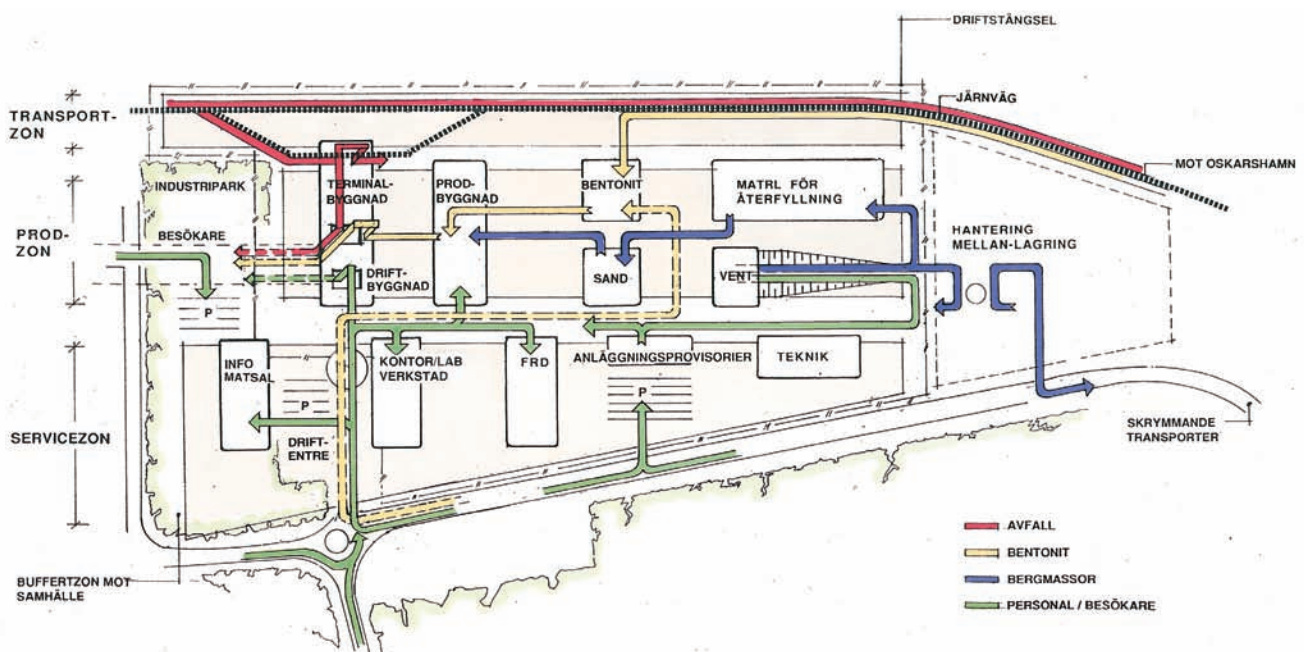 DRIFTSTÄNGSEL
TRANSPORT-
ZON
JÄRNVÄG
MOT OSKARSHAMN
INDUSTRIPARK
TERMINAL-
BYGGNAD
PROD-
BYGGNAD
BENTONIT
MATRL FÖR
ÅTERFYLLNING
PROD-
ZON
BESÖKARE
HANTERING
MELLAN-LAGRING
DRIFT-
BYGGNAD
SAND
VENT
P
INFO
MATSAL
KONTOR/LAB
VERKSTAD
FRD
ANLÄGGNINGSPROVISORIER
TEKNIK
P
P
SERVICEZON
DRIFT-
ENTRE
SKRYMMANDE
TRANSPORTER
BUFFERTZON MOT
SAMHÄLLE
AVFALL
BENTONIT
BERGMASSOR
PERSONAL / BESÖKARE